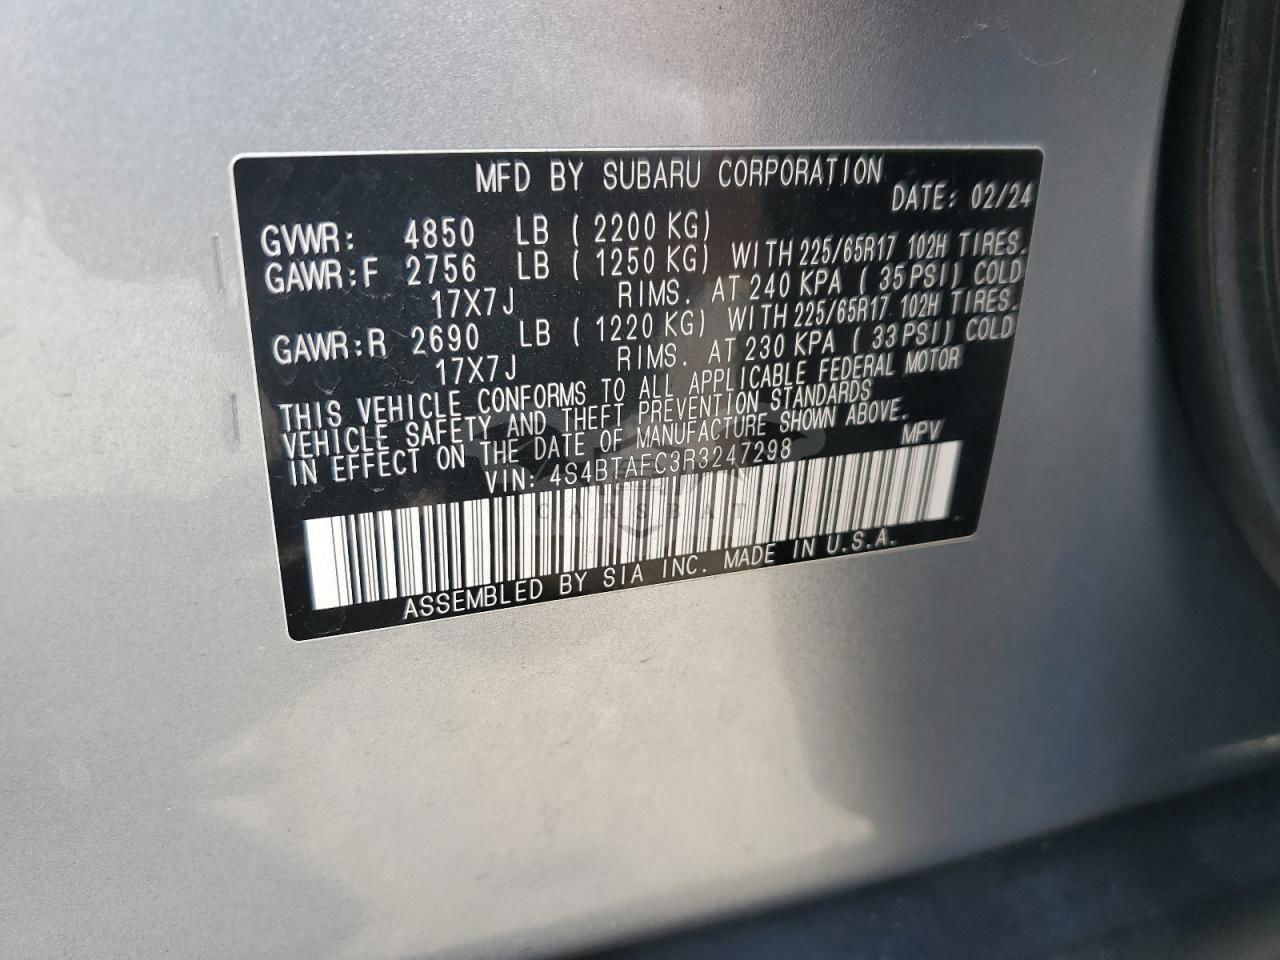 MFD BY SUBARU CORPORATION
DATE: 02/24
GVWR: 4850 LB ( 2200 KG)
GAWR:F 2756 LB ( 1250 KG) WITH 225/65R17 102H TIRES.
17X7J RIMS. AT 240 KPA ( 35 PSI) COLD
GAWR:R 2690 LB ( 1220 KG) WITH 225/65R17 102H TIRES.
17X7J RIMS. AT 230 KPA ( 33 PSI) COLD
THIS VEHICLE CONFORMS TO ALL APPLICABLE FEDERAL MOTOR
VEHICLE SAFETY AND THEFT PREVENTION STANDARDS
IN EFFECT ON THE DATE OF MANUFACTURE SHOWN ABOVE.
VIN: 4S4BTAFC3R3247298 MPV
CARSBAT
ASSEMBLED BY SIA INC. MADE IN U.S.A.